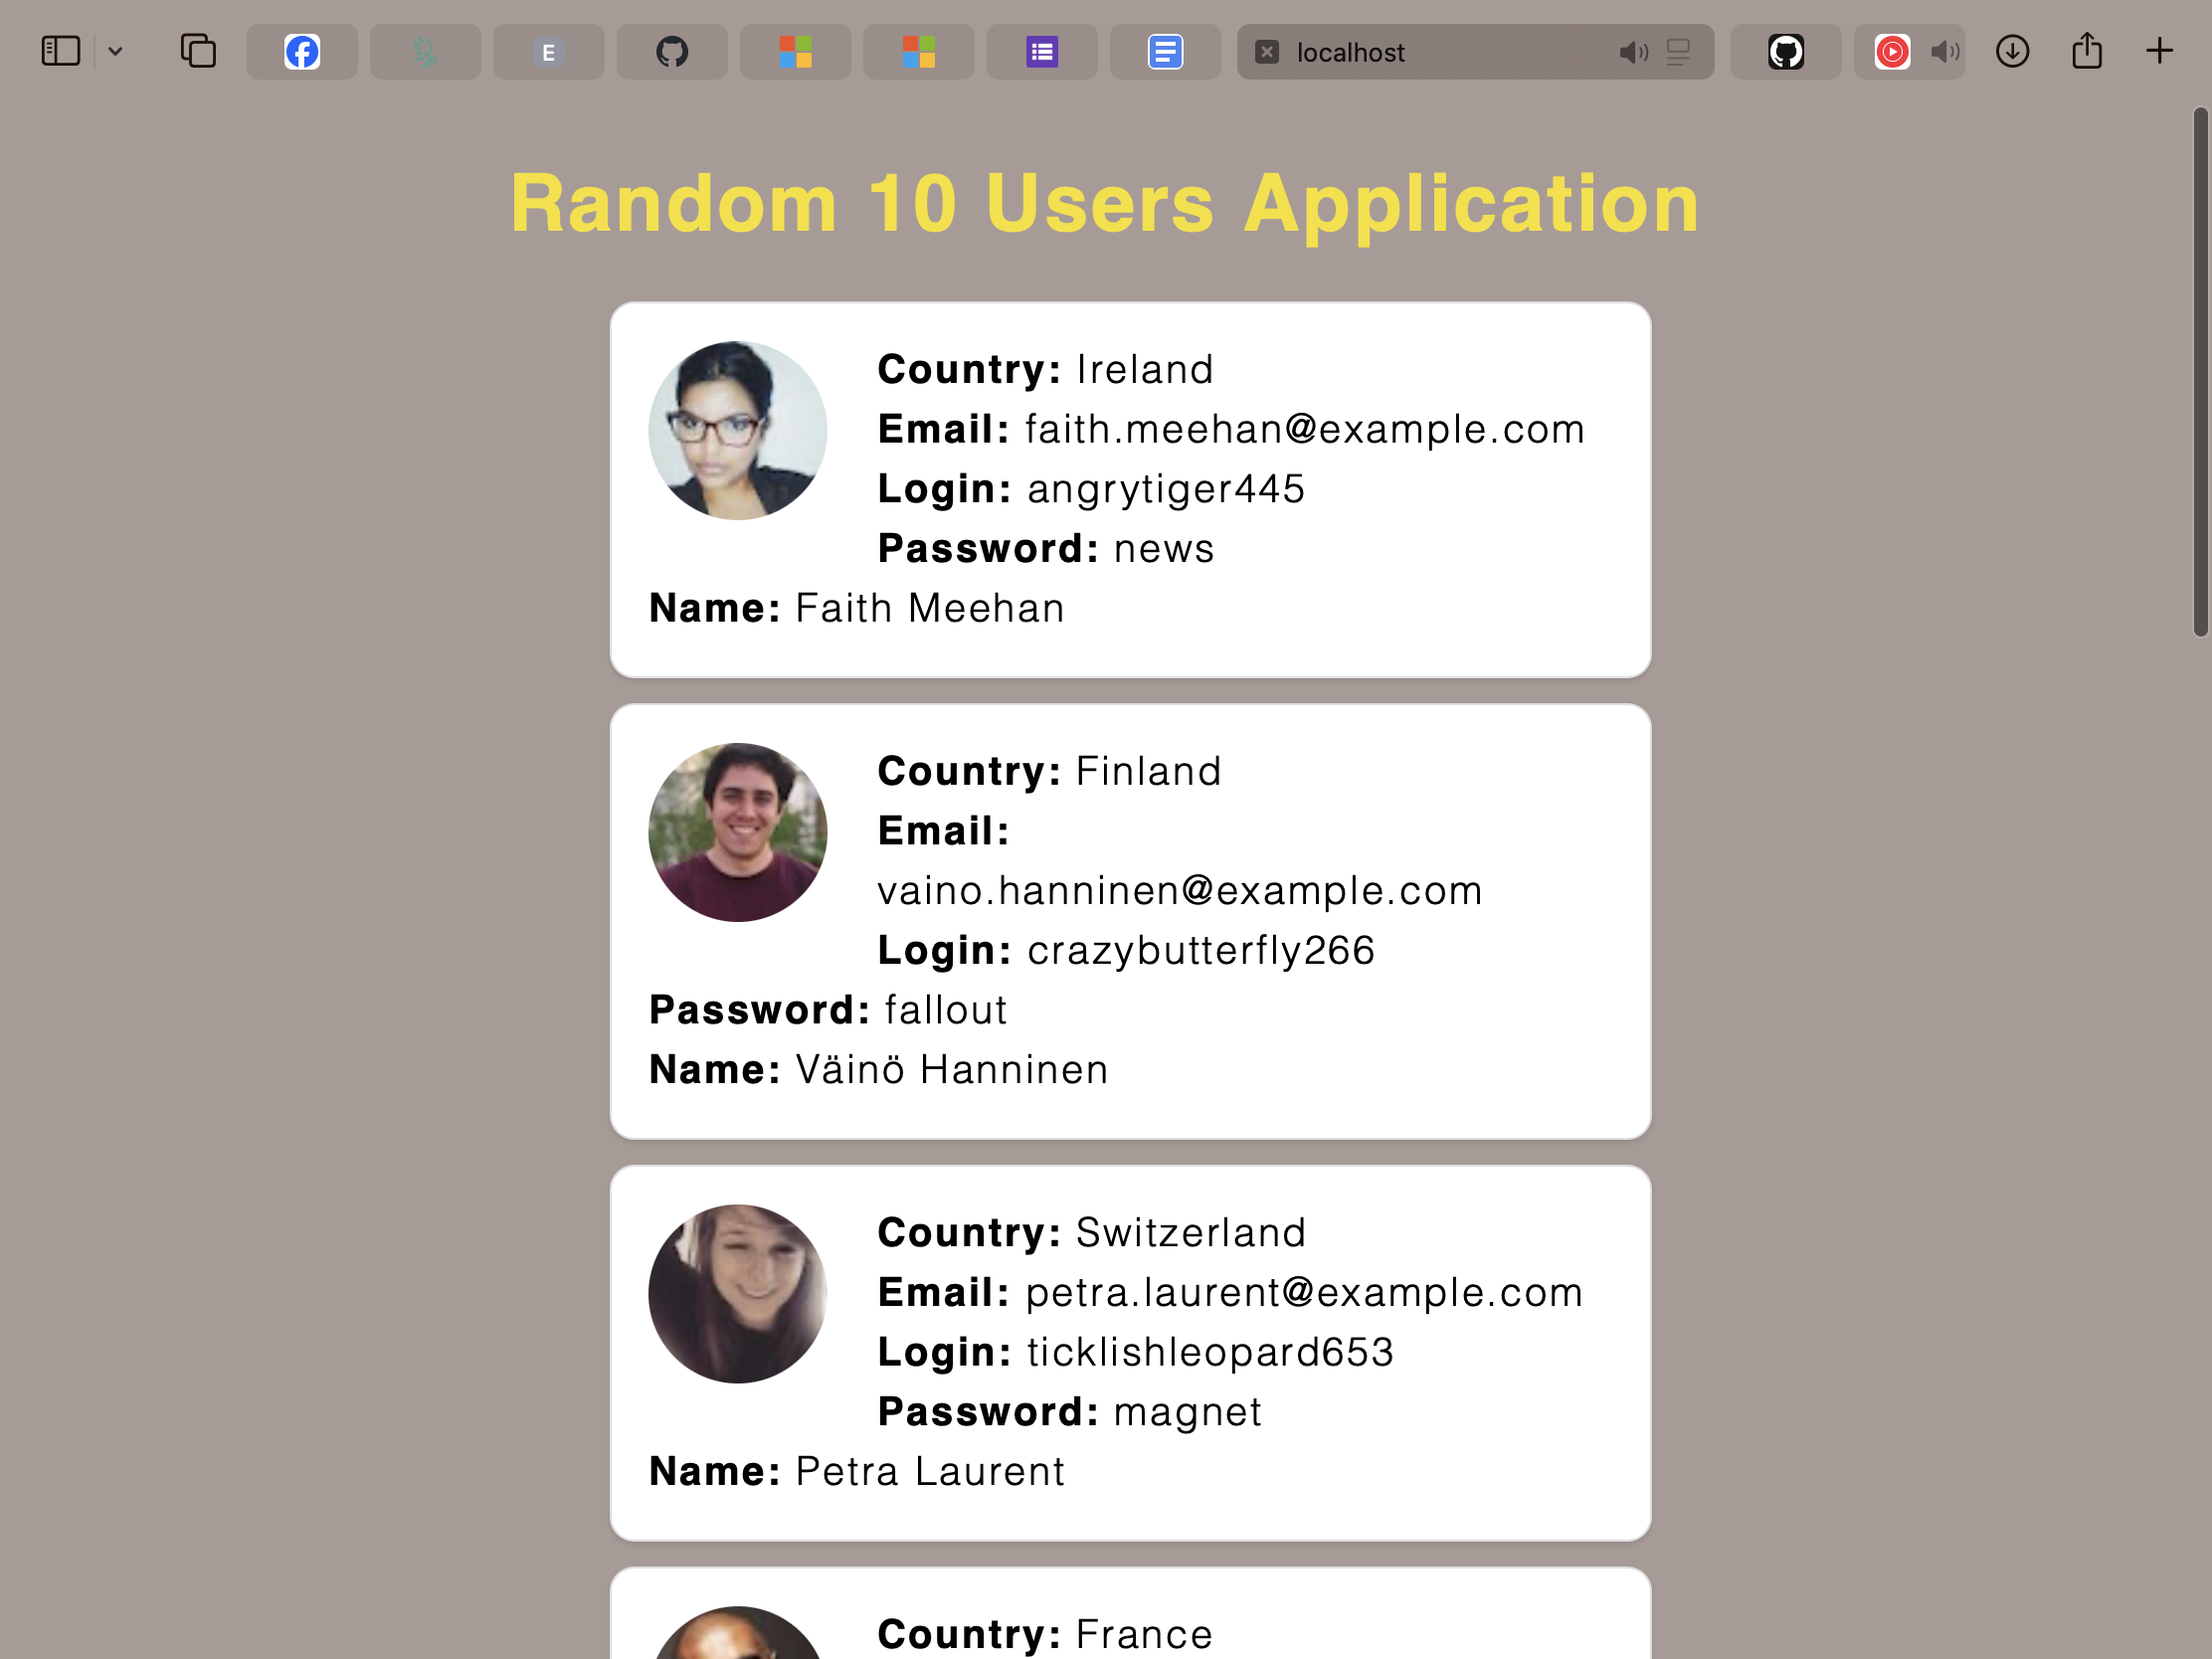 E
localhost
Random 10 Users Application
Country: Ireland
Email: faith.meehan@example.com
Login: angrytiger445
Password: news
Name: Faith Meehan
Country: Finland
Email:
vaino.hanninen@example.com
Login: crazybutterfly266
Password: fallout
Name: Väinö Hanninen
Country: Switzerland
Email: petra.laurent@example.com
Login: ticklishleopard653
Password: magnet
Name: Petra Laurent
Country: France